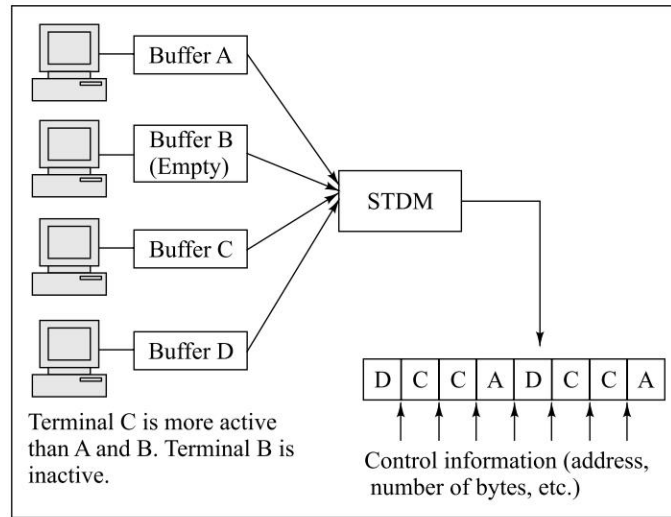 Buffer A
Buffer B
(Empty)
STDM
Buffer C
Buffer D
D C C A D C C A
Terminal C is more active
than A and B. Terminal B is
inactive.
Control information (address,
number of bytes, etc.)